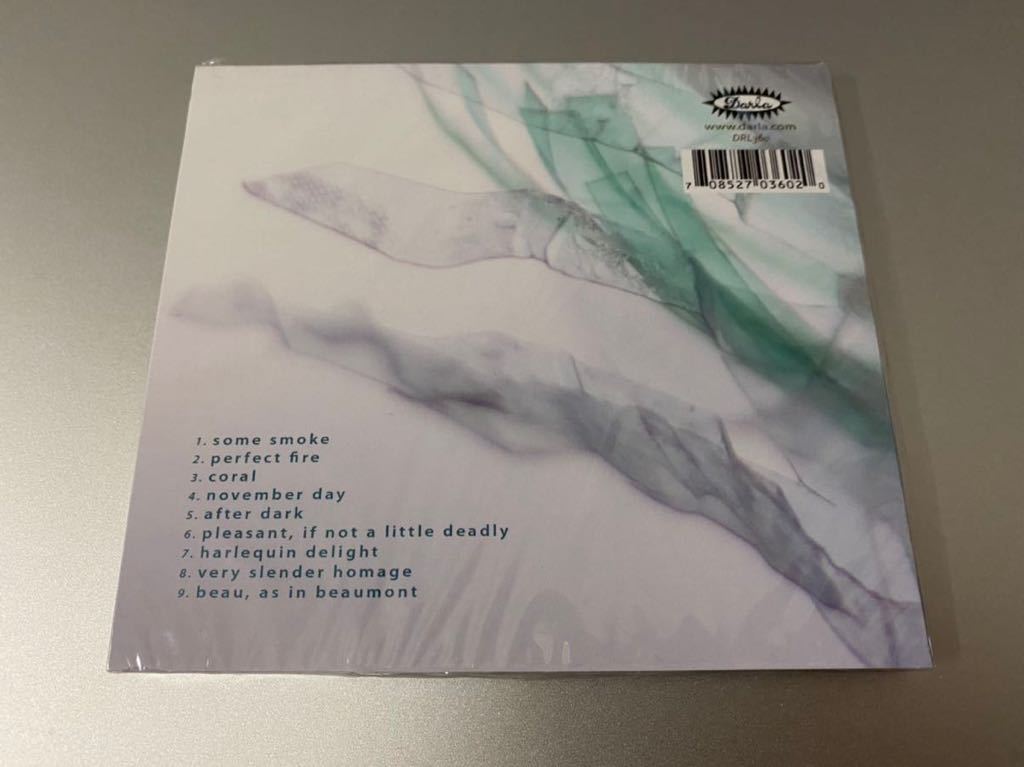 Darla
www.darla.com
DRL360
7 08527 03602 0
1. some smoke
2. perfect fire
3. coral
4. november day
5. after dark
6. pleasant, if not a little deadly
7. harlequin delight
8. very slender homage
9. beau, as in beaumont